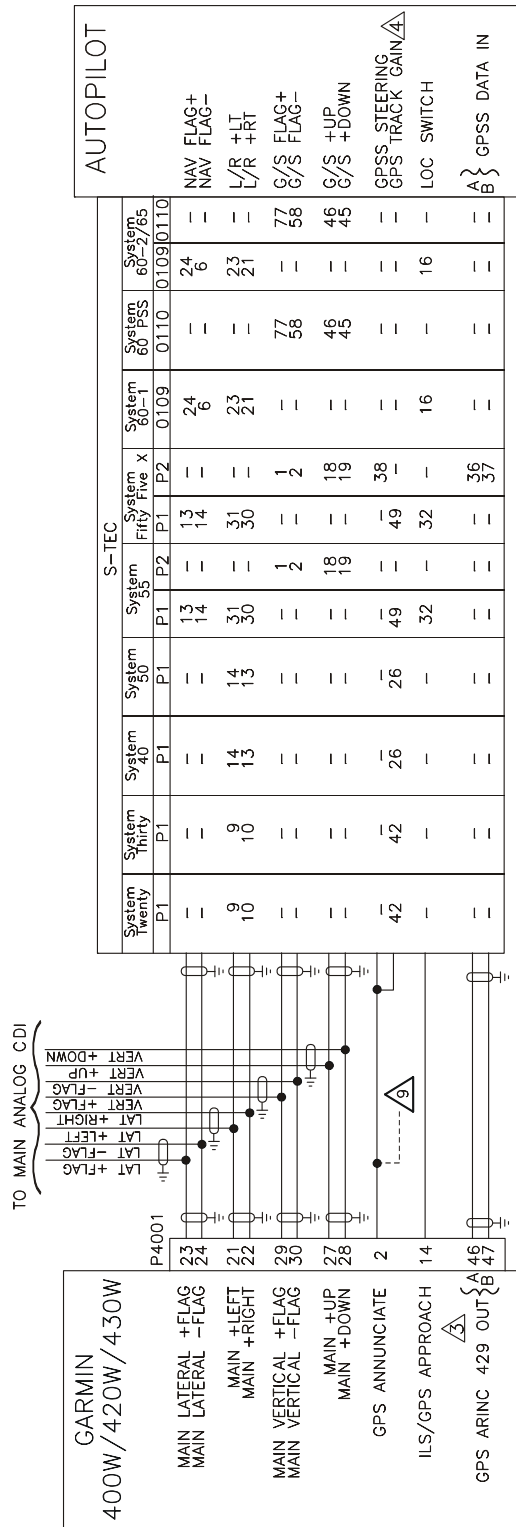 GARMIN
400W/420W/430W
P4001
MAIN LATERAL +FLAG 23
MAIN LATERAL -FLAG 24
MAIN +LEFT 21
MAIN +RIGHT 22
MAIN VERTICAL +FLAG 29
MAIN VERTICAL -FLAG 30
MAIN +UP 27
MAIN +DOWN 28
GPS ANNUNCIATE 2
ILS/GPS APPROACH 14
3
GPS ARINC 429 OUT { A 46
B 47
TO MAIN ANALOG CDI
LAT +FLAG
LAT -FLAG
LAT +LEFT
LAT +RIGHT
VERT +FLAG
VERT -FLAG
VERT +UP
VERT +DOWN
9
S-TEC
System Twenty
P1
- - 9 10 - - - - - 42 - - -
System Thirty
P1
- - 9 10 - - - - - 42 - - -
System 40
P1
- - 14 13 - - - - - 26 - - -
System 50
P1
- - 14 13 - - - - - 26 - - -
System 55
P1
13 14 31 30 - - - - - 49 32 - -
P2
- - - - 1 2 18 19 - - - - -
System Fifty Five X
P1
13 14 31 30 - - - - - 49 32 - -
P2
- - - - 1 2 18 19 38 - - 36 37
System 60-1
0109
24 6 23 21 - - - - - - 16 - -
System 60 PSS
0110
- - - - 77 58 46 45 - - - - -
System 60-2/65
0109
24 6 23 21 - - - - - - 16 - -
0110
- - - - 77 58 46 45 - - - - -
AUTOPILOT
NAV FLAG+
NAV FLAG-
L/R +LT
L/R +RT
G/S FLAG+
G/S FLAG-
G/S +UP
G/S +DOWN
GPSS STEERING
GPS TRACK GAIN 4
LOC SWITCH
A
B } GPSS DATA IN